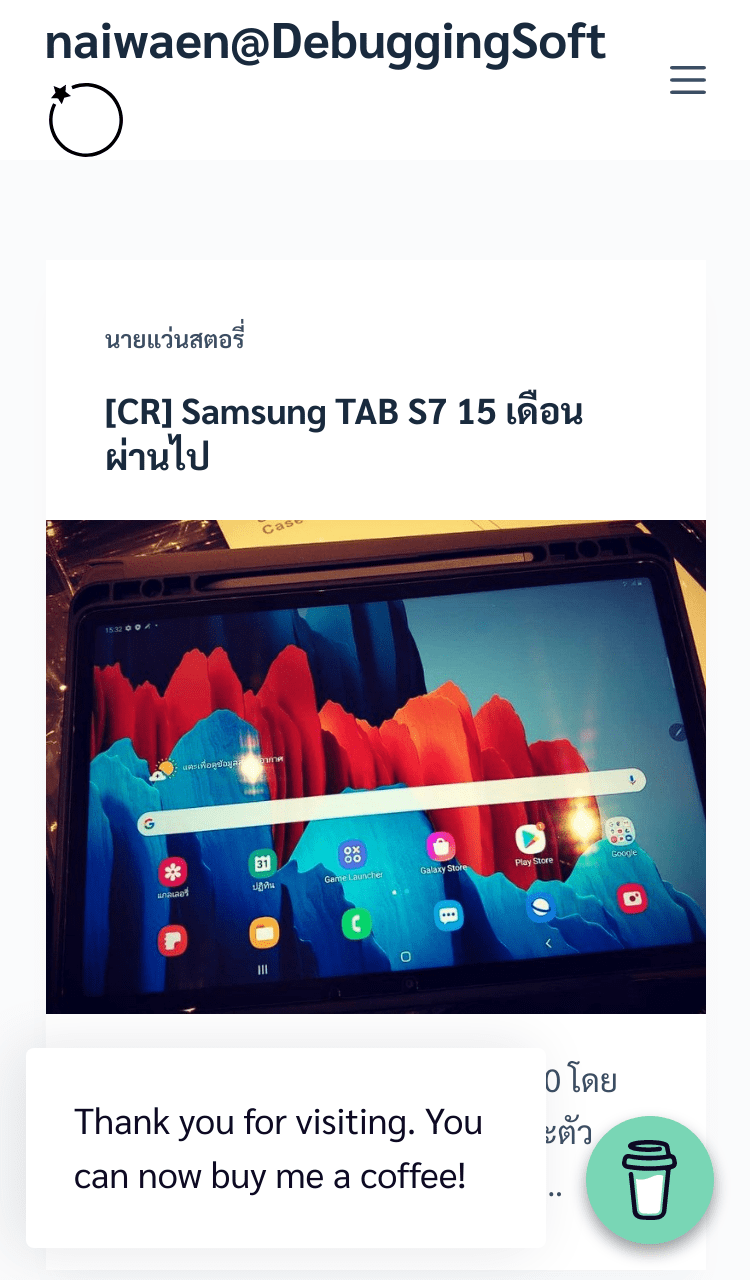 naiwaen@DebuggingSoft
นายแว่นสตอรี่
[CR] Samsung TAB S7 15 เดือน
ผ่านไป
Case
15:32
แตะเพื่อดูข้อมูล
อากาศ
แกลเลอรี่
31
ปฏิทิน
Game Launcher
Galaxy Store
Play Store
Google
0 โดย
ะตัว
..
Thank you for visiting. You
can now buy me a coffee!